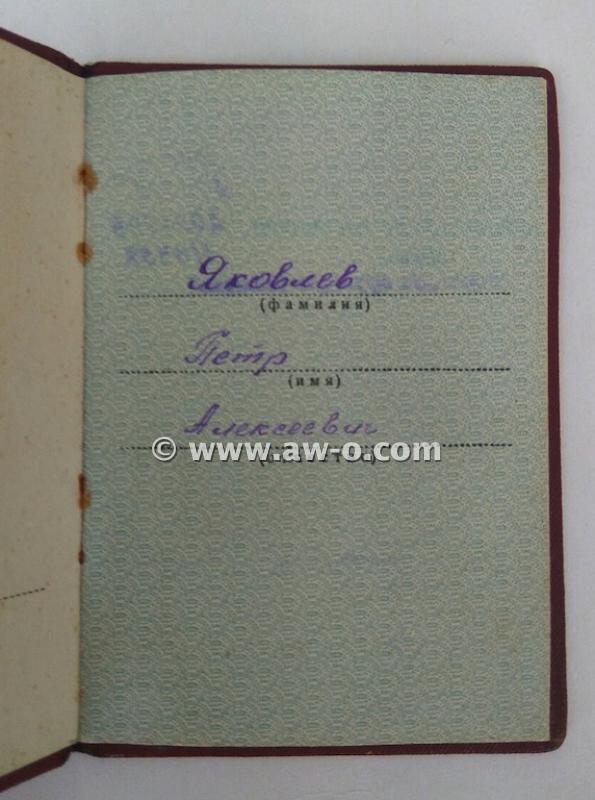 Яковлев
(фамилия)
Петр
(имя)
Алексеевич
© www.aw-o.com